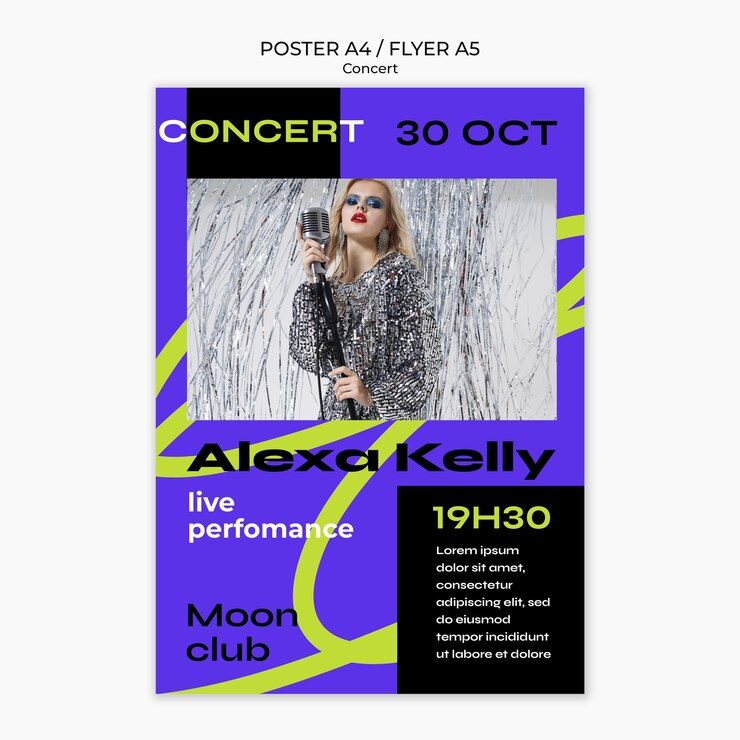 POSTER A4 / FLYER A5
Concert
CONCERT
30 OCT
Alexa Kelly
live
perfomance
19H30
Lorem ipsum
dolor sit amet,
consectetur
adipiscing elit, sed
do eiusmod
tempor incididunt
ut labore et dolore
Moon
club